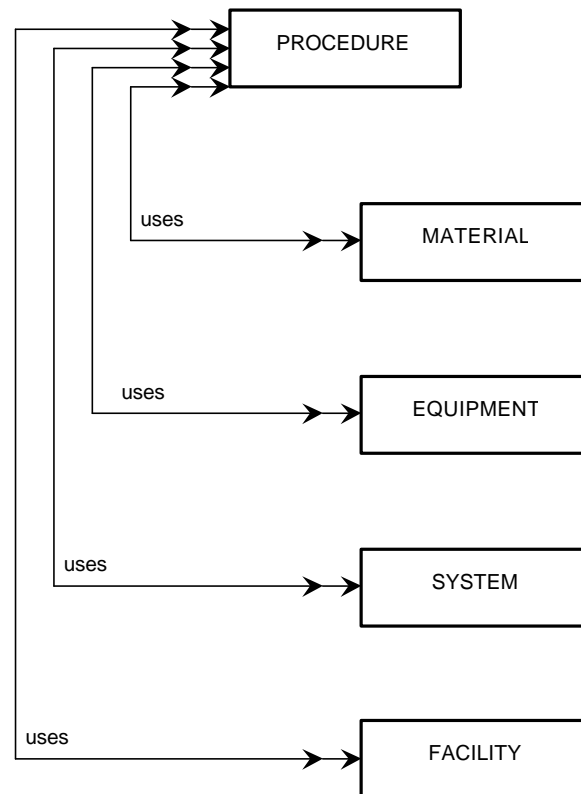 PROCEDURE
uses
MATERIAL
uses
EQUIPMENT
uses
SYSTEM
uses
FACILITY